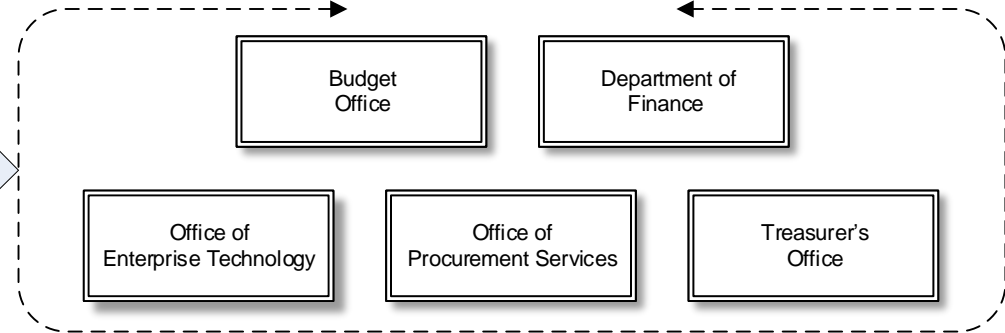 Budget
Office
Department of
Finance
Office of
Enterprise Technology
Office of
Procurement Services
Treasurer's
Office